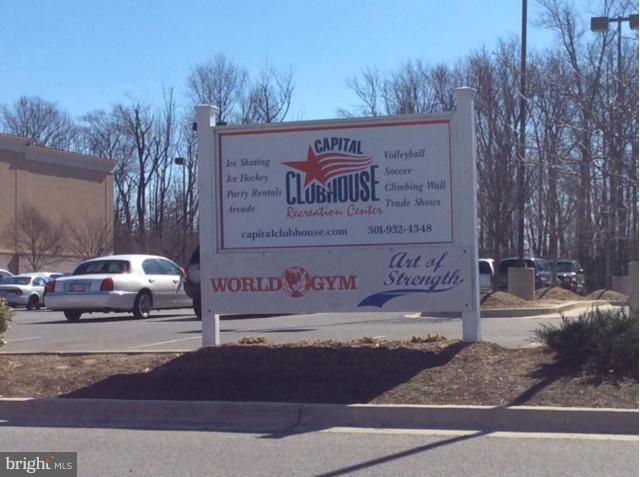 Ice Skating
Ice Hockey
Party Rentals
Arcade
CAPITAL
CLUBHOUSE
Recreation Center
Volleyball
Soccer
Climbing Wall
Trade Shows
capitalclubhouse.com 301-932-4348
WORLD GYM
Art of
Strength
bright MLS